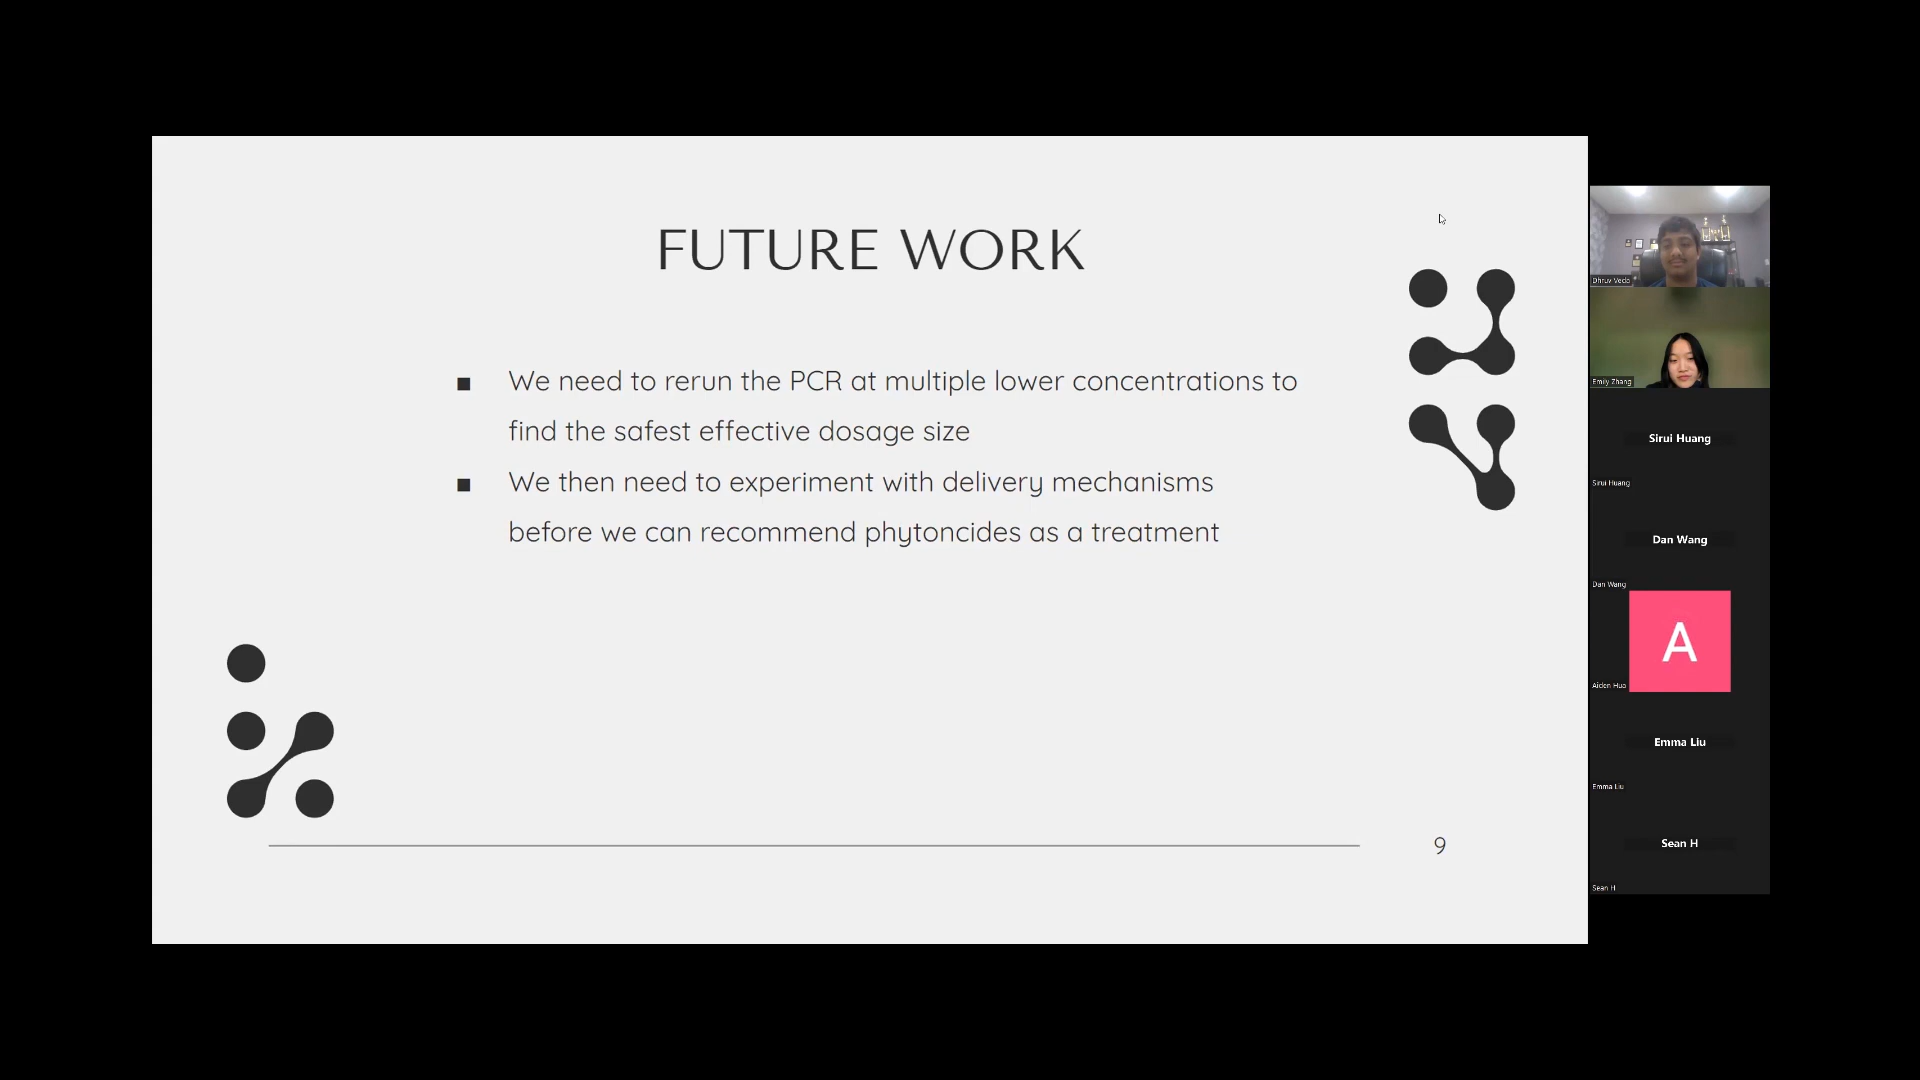 FUTURE WORK
■ We need to rerun the PCR at multiple lower concentrations to
find the safest effective dosage size
■ We then need to experiment with delivery mechanisms
before we can recommend phytoncides as a treatment
9
Dhruv Veda
Emily Zhang
Sirui Huang
Sirui Huang
Dan Wang
Dan Wang
A
Aiden Hua
Emma Liu
Emma Liu
Sean H
Sean H